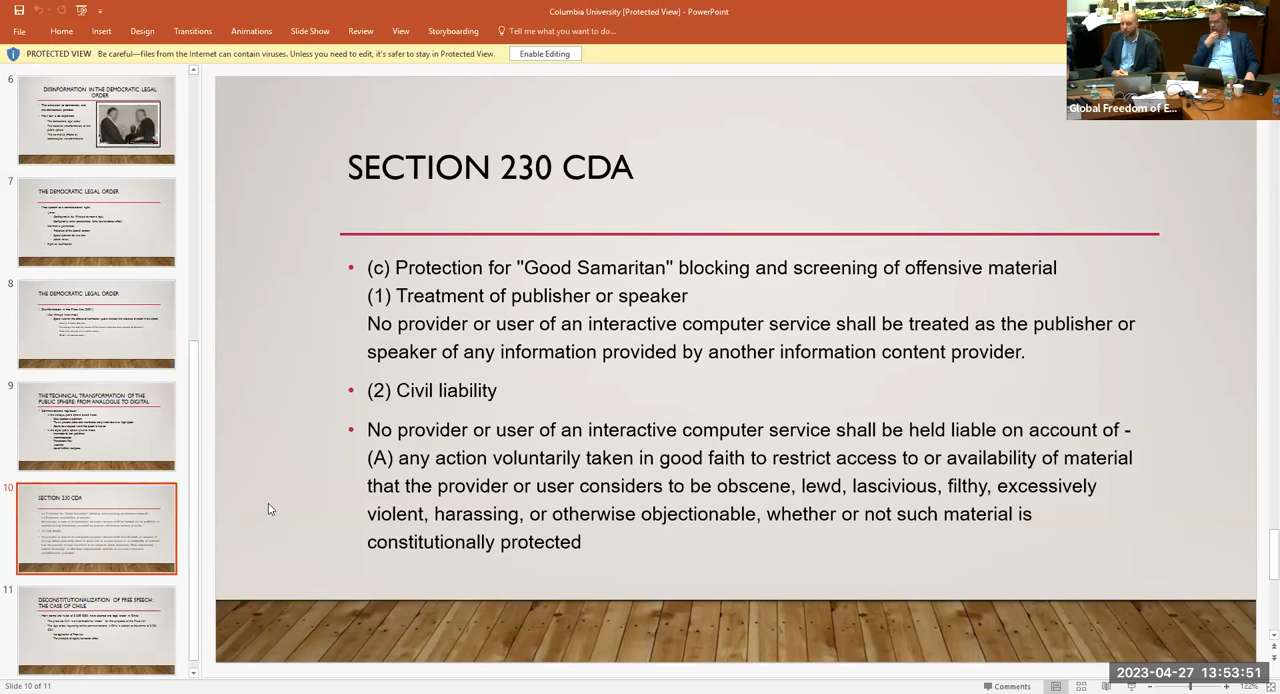 Columbia University [Protected View] - PowerPoint
File
Home
Insert
Design
Transitions
Animations
Slide Show
Review
View
Storyboarding
Tell me what you want to do...
PROTECTED VIEW
Be careful—files from the Internet can contain viruses. Unless you need to edit, it's safer to stay in Protected View.
Enable Editing
Global Freedom of E...
6
DISINFORMATION IN THE DEMOCRATIC LEGAL
ORDER
7
THE DEMOCRATIC LEGAL ORDER
8
THE DEMOCRATIC LEGAL ORDER
9
THE TECHNICAL TRANSFORMATION OF THE
PUBLIC SPHERE: FROM ANALOGUE TO DIGITAL
10
SECTION 230 CDA
11
DECONSTITUTIONALIZATION OF FREE SPEECH:
THE CASE OF CHILE
SECTION 230 CDA
• (c) Protection for "Good Samaritan" blocking and screening of offensive material
(1) Treatment of publisher or speaker
No provider or user of an interactive computer service shall be treated as the publisher or
speaker of any information provided by another information content provider.
• (2) Civil liability
• No provider or user of an interactive computer service shall be held liable on account of -
(A) any action voluntarily taken in good faith to restrict access to or availability of material
that the provider or user considers to be obscene, lewd, lascivious, filthy, excessively
violent, harassing, or otherwise objectionable, whether or not such material is
constitutionally protected
2023-04-27 13:53:51
Slide 10 of 11
Comments
122%